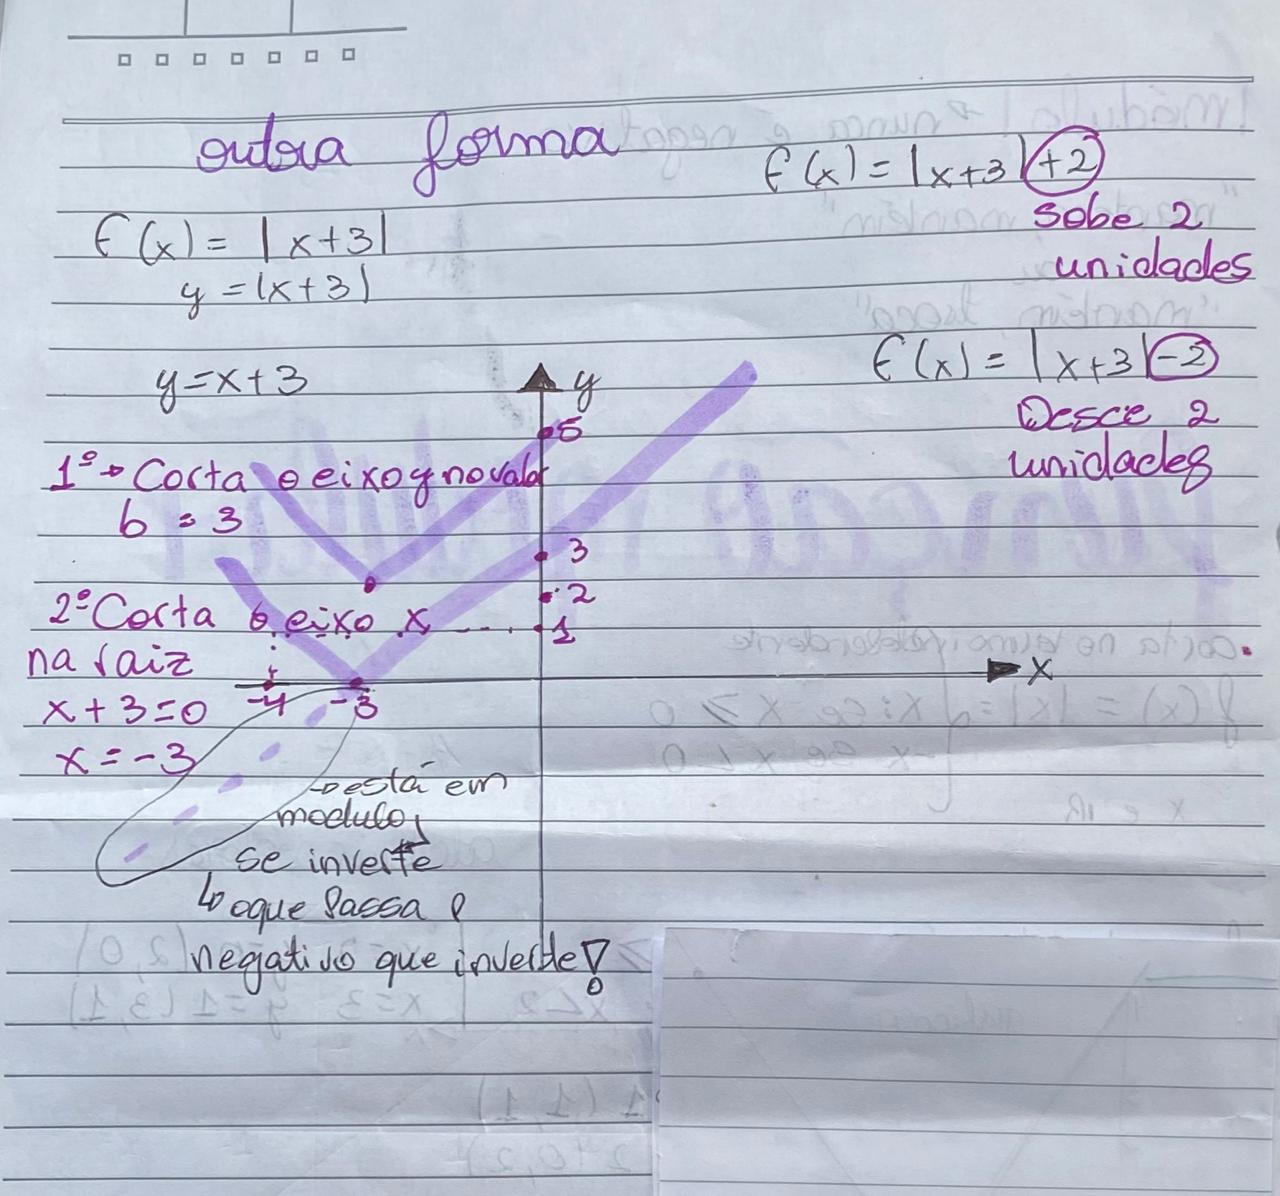 outra forma
f(x) = |x+3| +2
sobe 2
unidades
f(x) = |x+3|
y = |x+3|
f(x) = |x+3| -2
Desce 2
unidades
y=x+3
y
5
1º → Corta o eixo y no valor
b = 3
3
2
2º Corta o eixo x
1
na raiz
x
x+3=0
-4
-3
x=-3
→ está em
modulo
se inverte
↳ o que passa p
negativo que inverte!